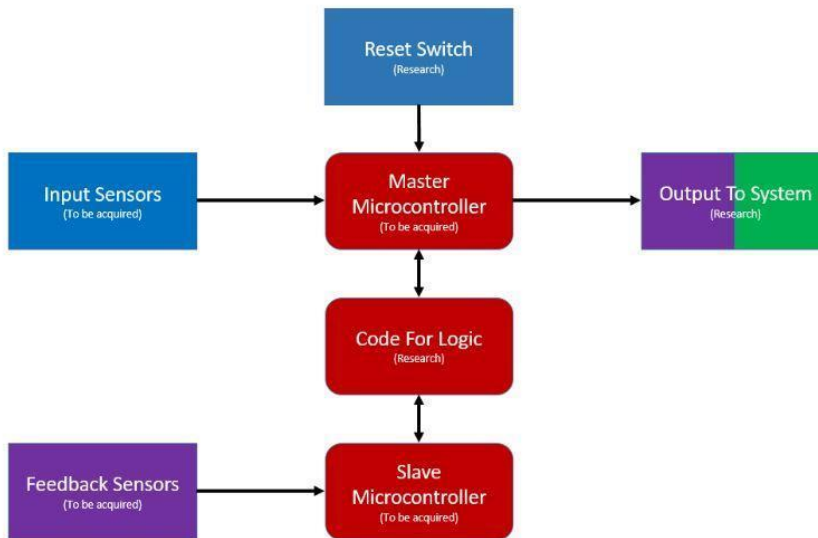 Reset Switch
(Research)
Input Sensors
(To be acquired)
Master
Microcontroller
(To be acquired)
Output To System
(Research)
Code For Logic
(Research)
Feedback Sensors
(To be acquired)
Slave
Microcontroller
(To be acquired)